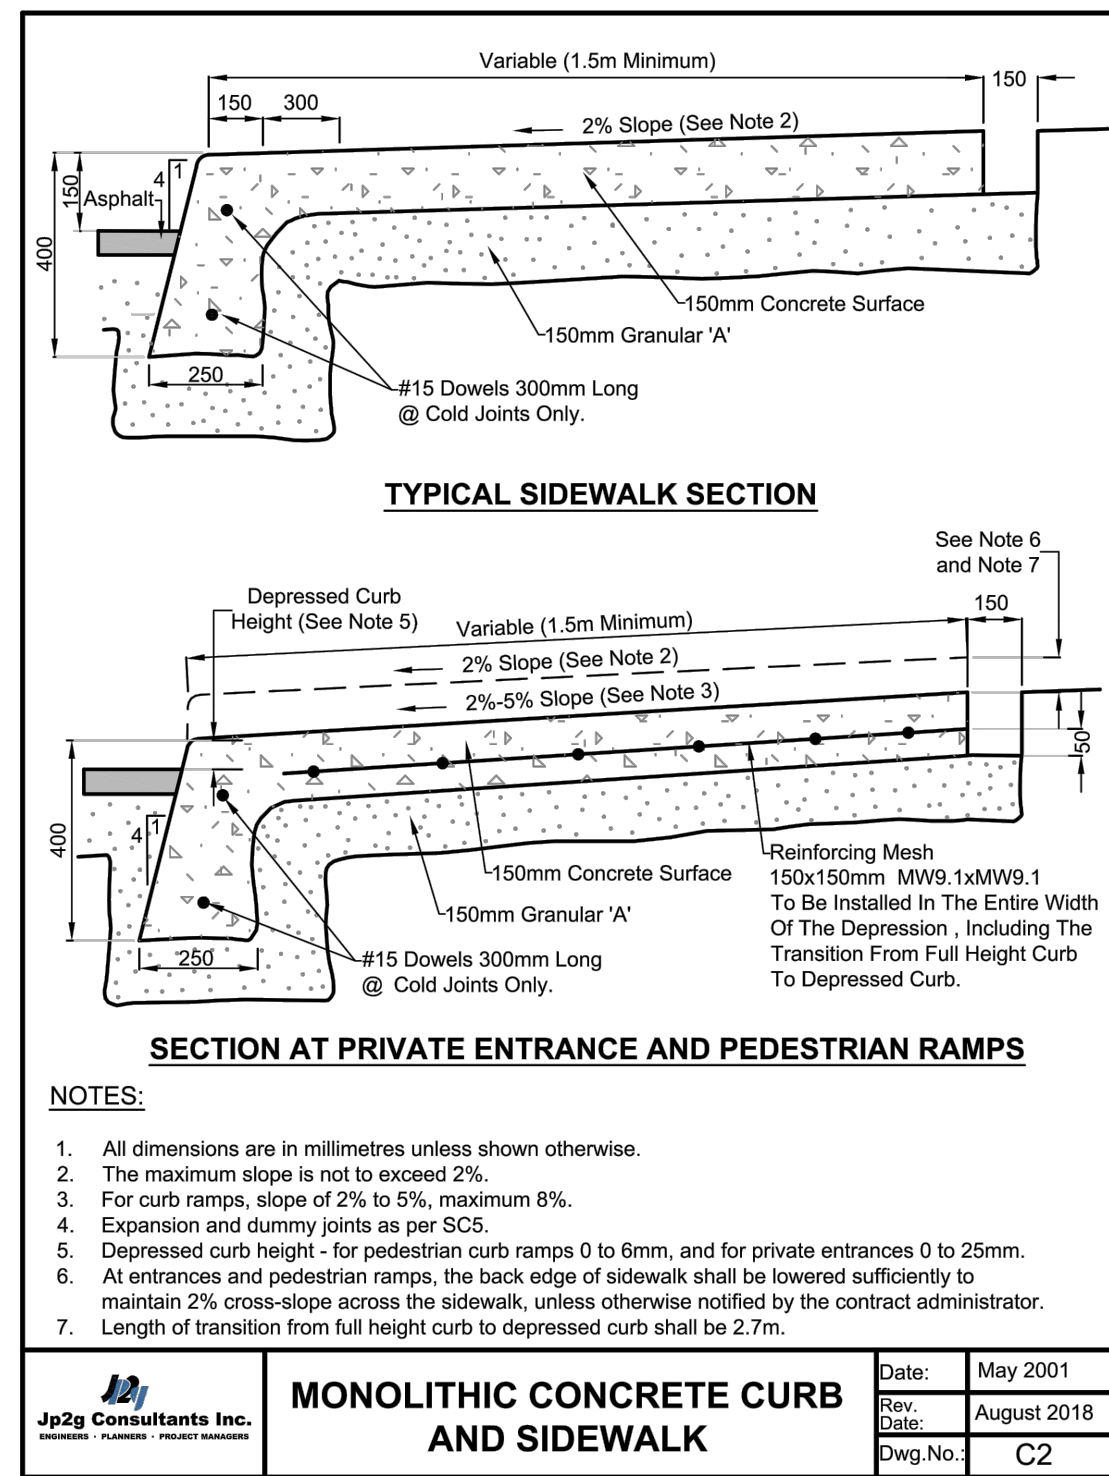 Variable (1.5m Minimum)
150
150 300
2% Slope (See Note 2)
4
1
150
Asphalt
400
150mm Concrete Surface
150mm Granular 'A'
250
#15 Dowels 300mm Long
@ Cold Joints Only.
TYPICAL SIDEWALK SECTION
See Note 6
and Note 7
Depressed Curb
Height (See Note 5)
150
Variable (1.5m Minimum)
2% Slope (See Note 2)
2%-5% Slope (See Note 3)
50
4
1
400
Reinforcing Mesh
150x150mm MW9.1xMW9.1
To Be Installed In The Entire Width
Of The Depression , Including The
Transition From Full Height Curb
To Depressed Curb.
150mm Concrete Surface
150mm Granular 'A'
250
#15 Dowels 300mm Long
@ Cold Joints Only.
SECTION AT PRIVATE ENTRANCE AND PEDESTRIAN RAMPS
NOTES:
1. All dimensions are in millimetres unless shown otherwise.
2. The maximum slope is not to exceed 2%.
3. For curb ramps, slope of 2% to 5%, maximum 8%.
4. Expansion and dummy joints as per SC5.
5. Depressed curb height - for pedestrian curb ramps 0 to 6mm, and for private entrances 0 to 25mm.
6. At entrances and pedestrian ramps, the back edge of sidewalk shall be lowered sufficiently to
maintain 2% cross-slope across the sidewalk, unless otherwise notified by the contract administrator.
7. Length of transition from full height curb to depressed curb shall be 2.7m.
JP2g
Jp2g Consultants Inc.
ENGINEERS · PLANNERS · PROJECT MANAGERS
MONOLITHIC CONCRETE CURB
AND SIDEWALK
Date: May 2001
Rev.
Date: August 2018
Dwg.No.: C2